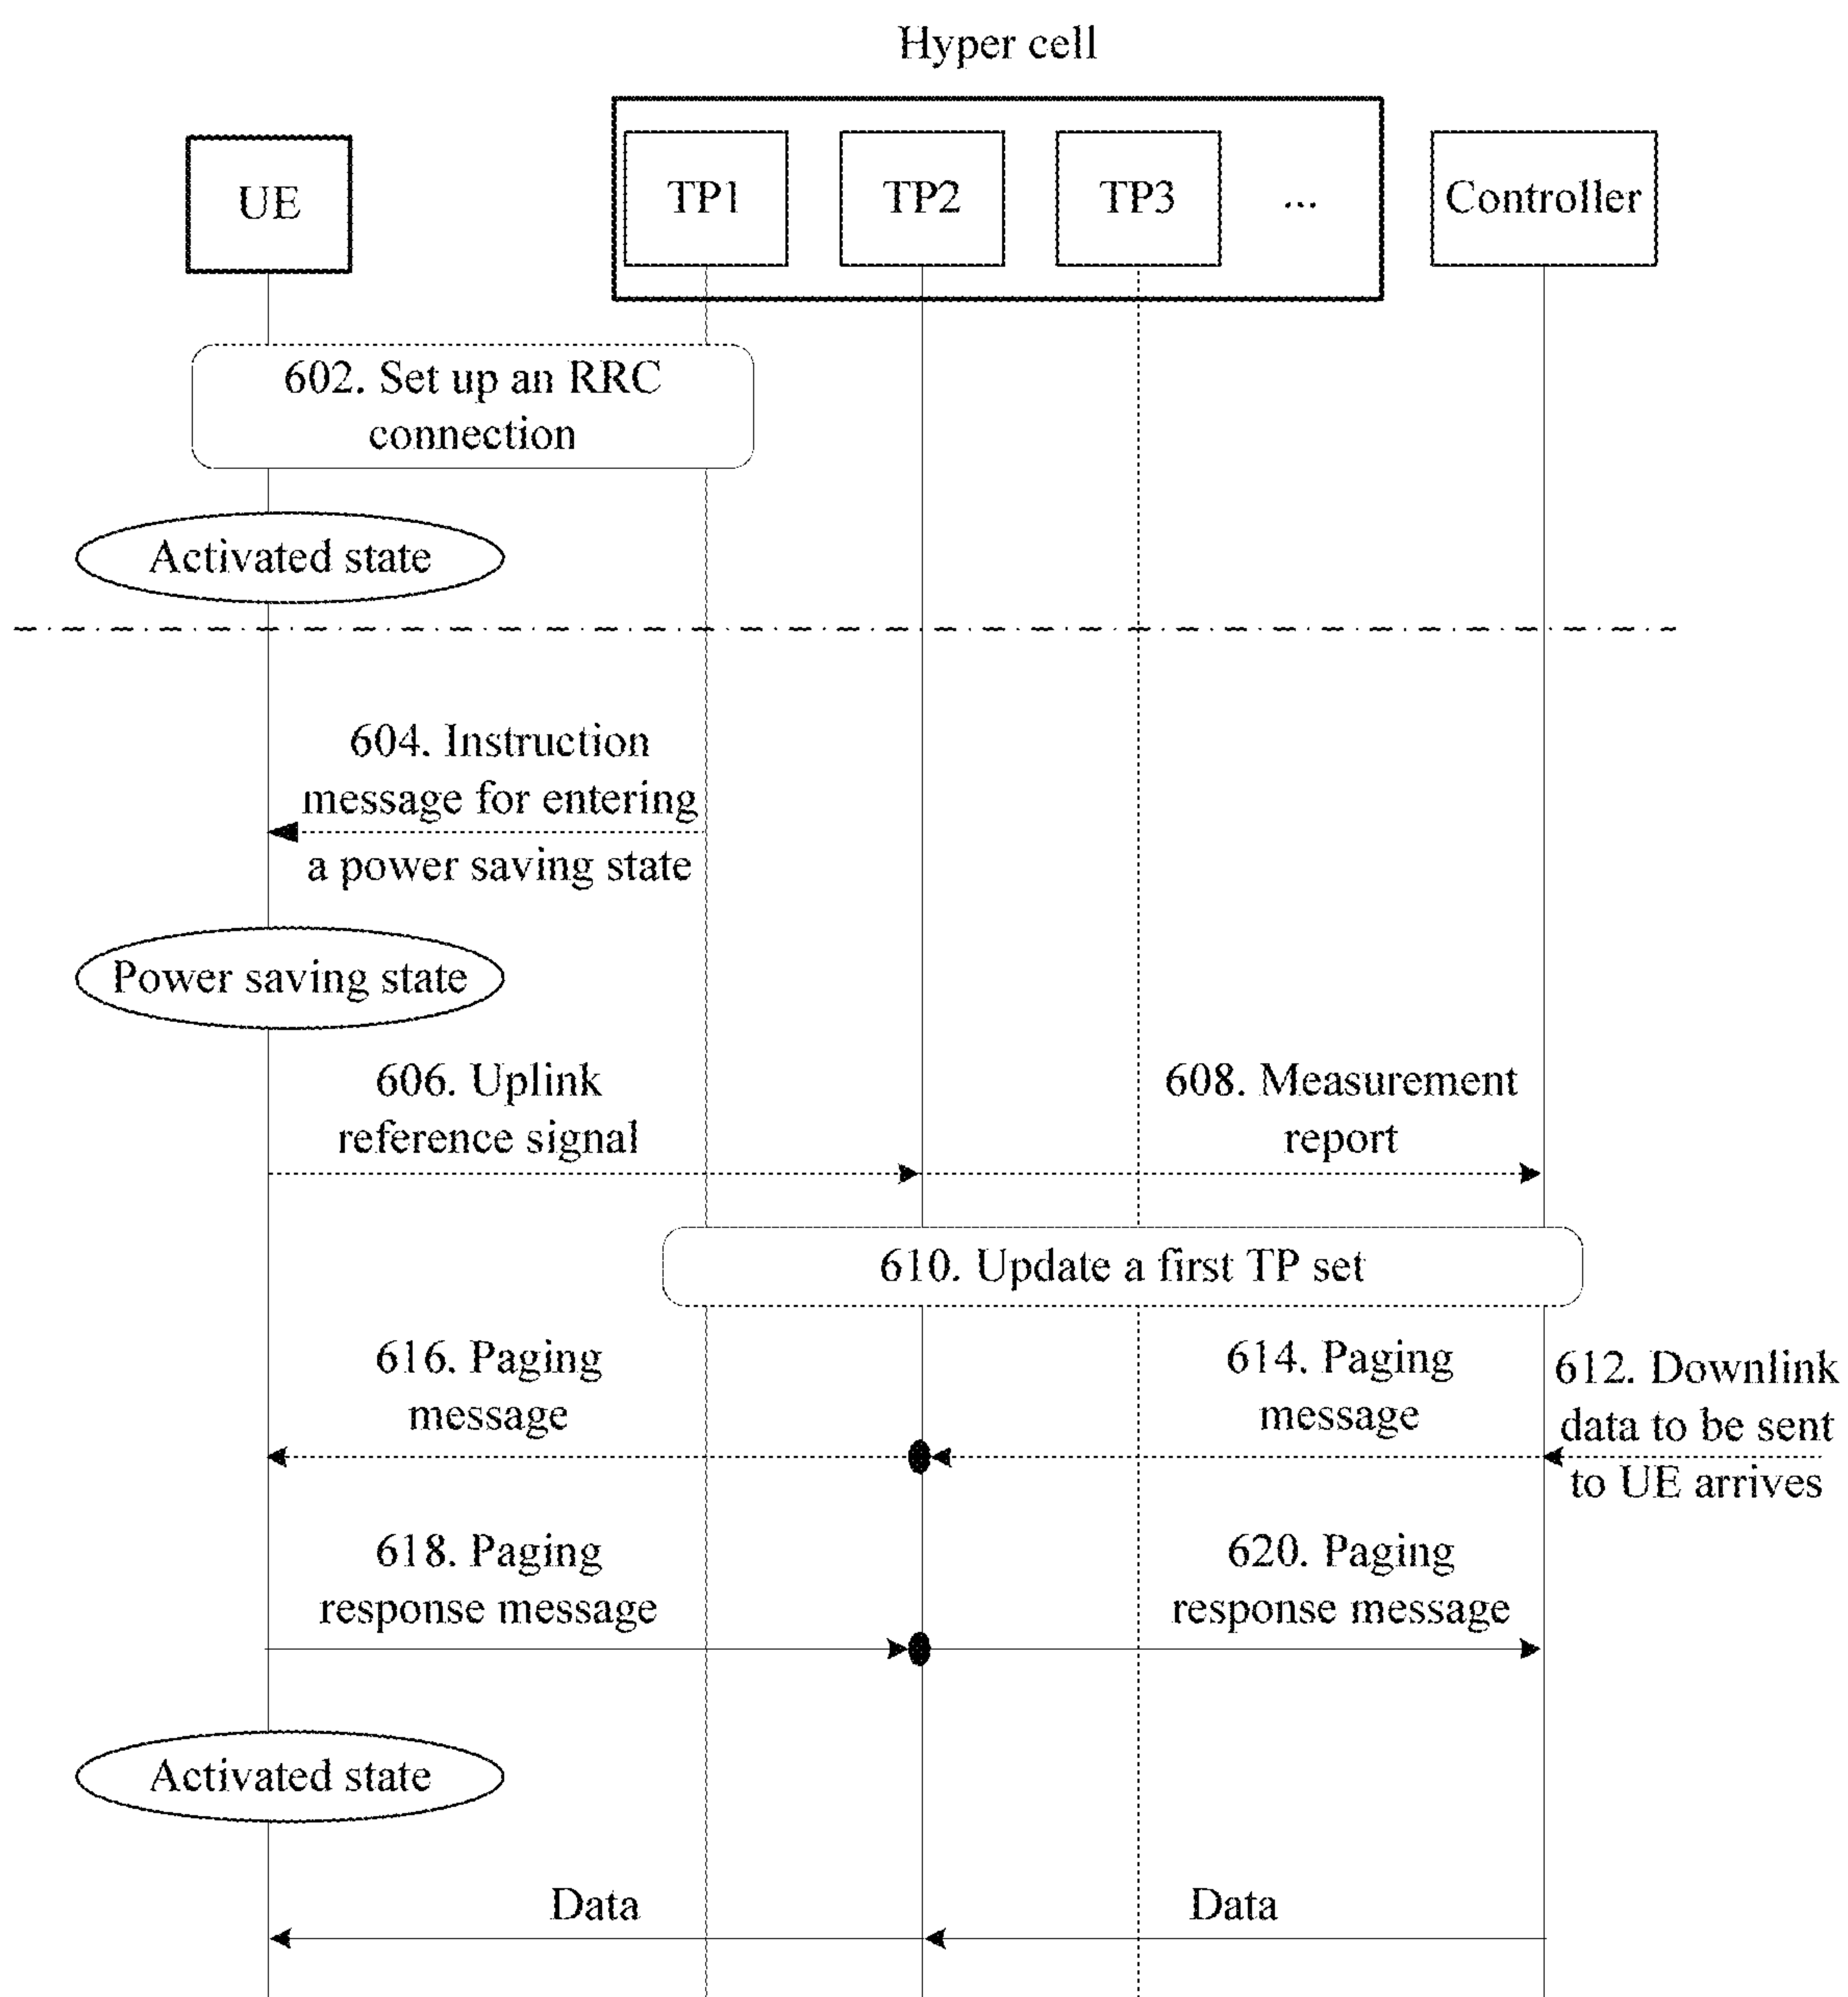 Hyper cell
UE
TP1
TP2
TP3
...
Controller
602. Set up an RRC
connection
Activated state
604. Instruction
message for entering
a power saving state
Power saving state
606. Uplink
reference signal
608. Measurement
report
610. Update a first TP set
616. Paging
message
614. Paging
message
612. Downlink
data to be sent
to UE arrives
618. Paging
response message
620. Paging
response message
Activated state
Data
Data